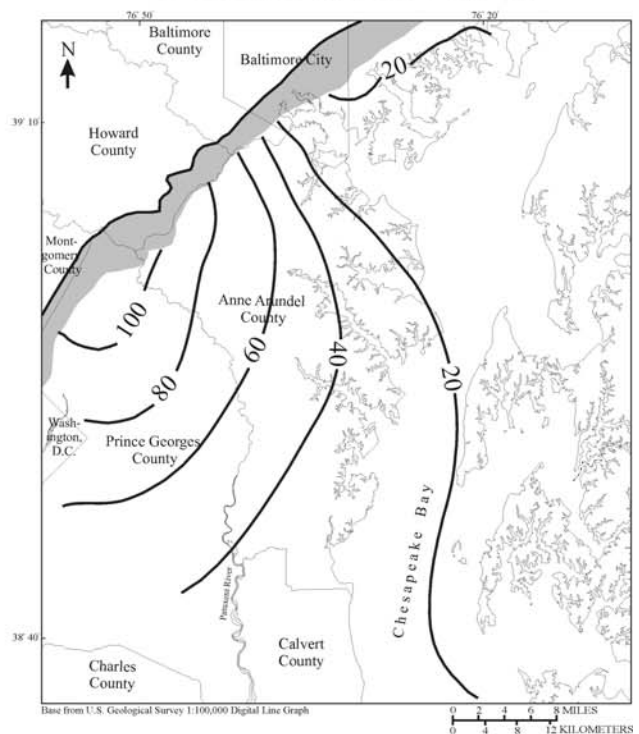 76˚50
76˚20
Baltimore
County
Baltimore City
N
20
39˚10
Howard
County
Mont-
gomery
County
100
Anne Arundel
County
80
60
40
20
Wash-
ington,
D.C.
Prince Georges
County
Chesapeake Bay
Patuxent River
38˚40
Calvert
County
Charles
County
Base from U.S. Geological Survey 1:100,000 Digital Line Graph
0 2 4 6 8 MILES
0 4 8 12 KILOMETERS